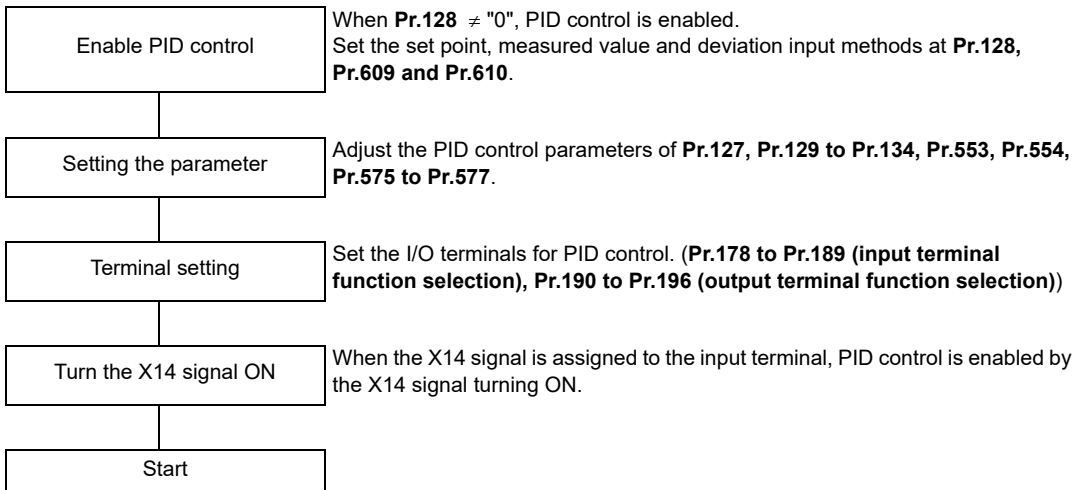 Enable PID control
When Pr.128 ≠ "0", PID control is enabled.
Set the set point, measured value and deviation input methods at Pr.128,
Pr.609 and Pr.610.
Setting the parameter
Adjust the PID control parameters of Pr.127, Pr.129 to Pr.134, Pr.553, Pr.554,
Pr.575 to Pr.577.
Terminal setting
Set the I/O terminals for PID control. (Pr.178 to Pr.189 (input terminal
function selection), Pr.190 to Pr.196 (output terminal function selection))
Turn the X14 signal ON
When the X14 signal is assigned to the input terminal, PID control is enabled by
the X14 signal turning ON.
Start